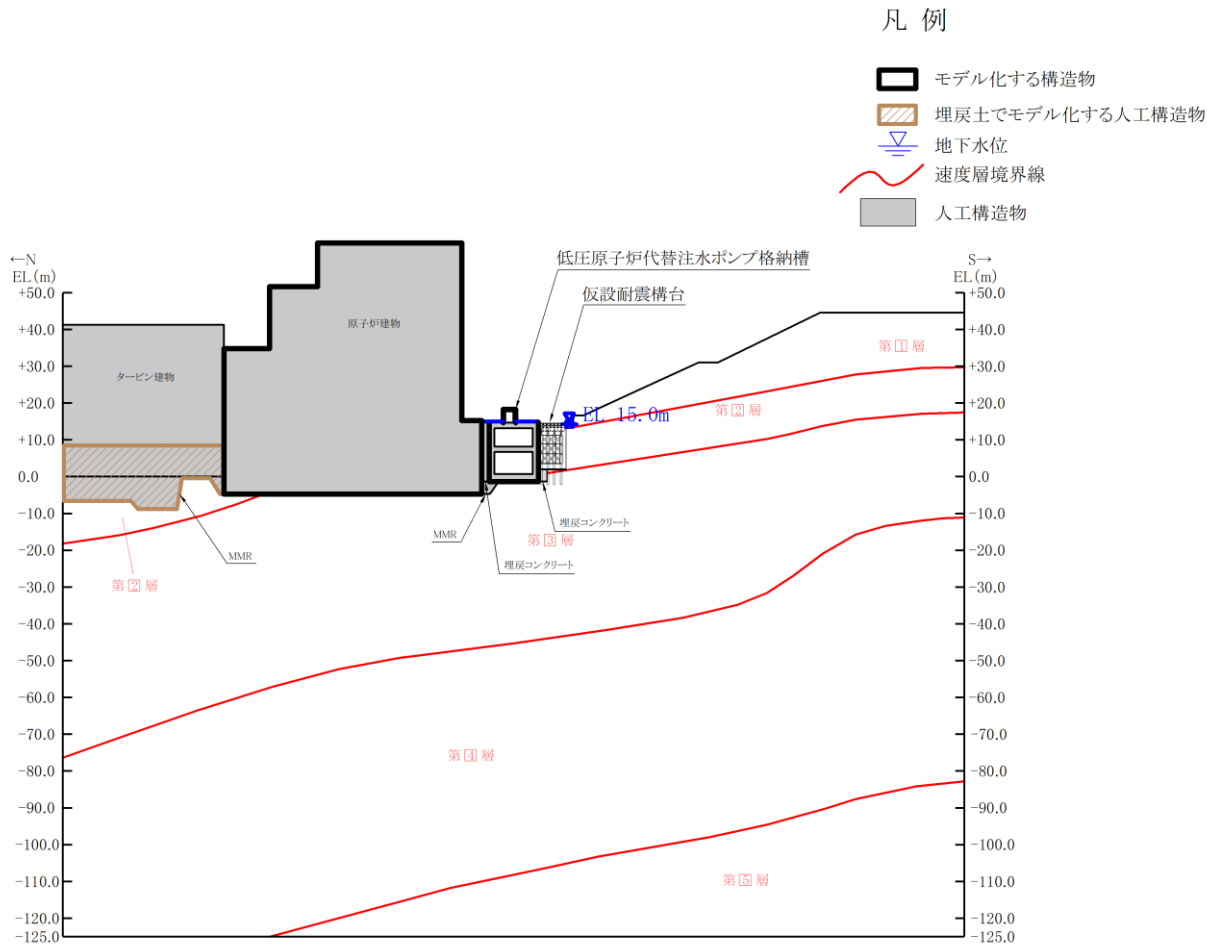 凡 例
モデル化する構造物
埋戻土でモデル化する人工構造物
地下水位
速度層境界線
人工構造物
←N
EL(m)
S→
EL(m)
低圧原子炉代替注水ポンプ格納槽
仮設耐震構台
原子炉建物
タービン建物
EL 15.0m
第①層
第②層
第③層
第②層
第④層
第⑤層
MMR
MMR
埋戻コンクリート
埋戻コンクリート
+50.0
+40.0
+30.0
+20.0
+10.0
0.0
-10.0
-20.0
-30.0
-40.0
-50.0
-60.0
-70.0
-80.0
-90.0
-100.0
-110.0
-120.0
-125.0
+50.0
+40.0
+30.0
+20.0
+10.0
0.0
-10.0
-20.0
-30.0
-40.0
-50.0
-60.0
-70.0
-80.0
-90.0
-100.0
-110.0
-120.0
-125.0